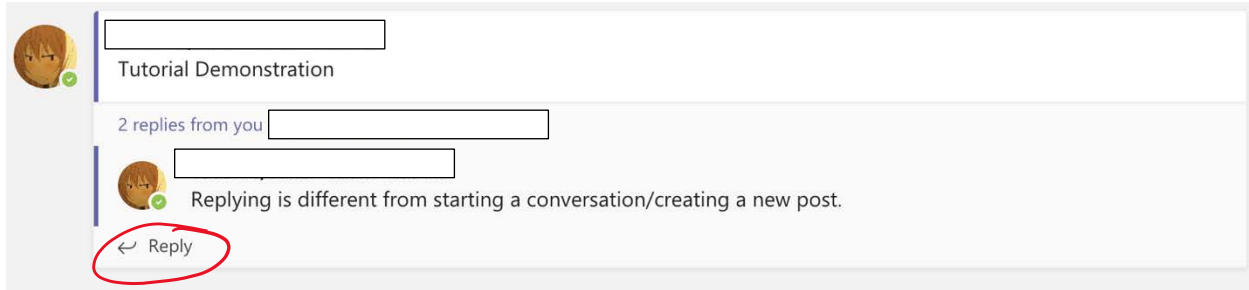 Tutorial Demonstration
2 replies from you
Replying is different from starting a conversation/creating a new post.
Reply